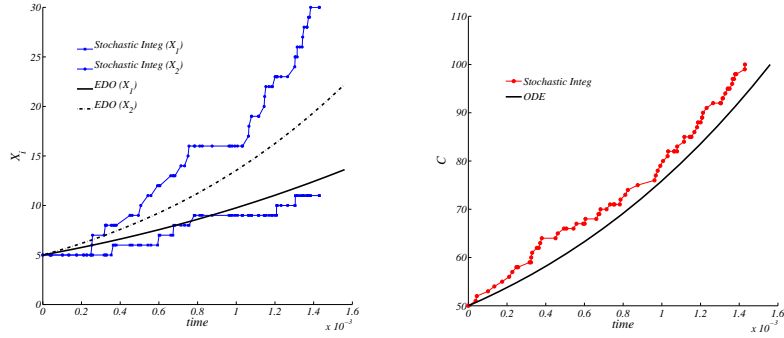 30
25
20
15
10
5
0
X_i
Stochastic Integ (X_1)
Stochastic Integ (X_2)
EDO (X_1)
EDO (X_2)
0 0.2 0.4 0.6 0.8 1 1.2 1.4 1.6
time
x 10^-3
110
100
90
80
70
60
50
C
Stochastic Integ
ODE
0 0.2 0.4 0.6 0.8 1 1.2 1.4 1.6
time
x 10^-3